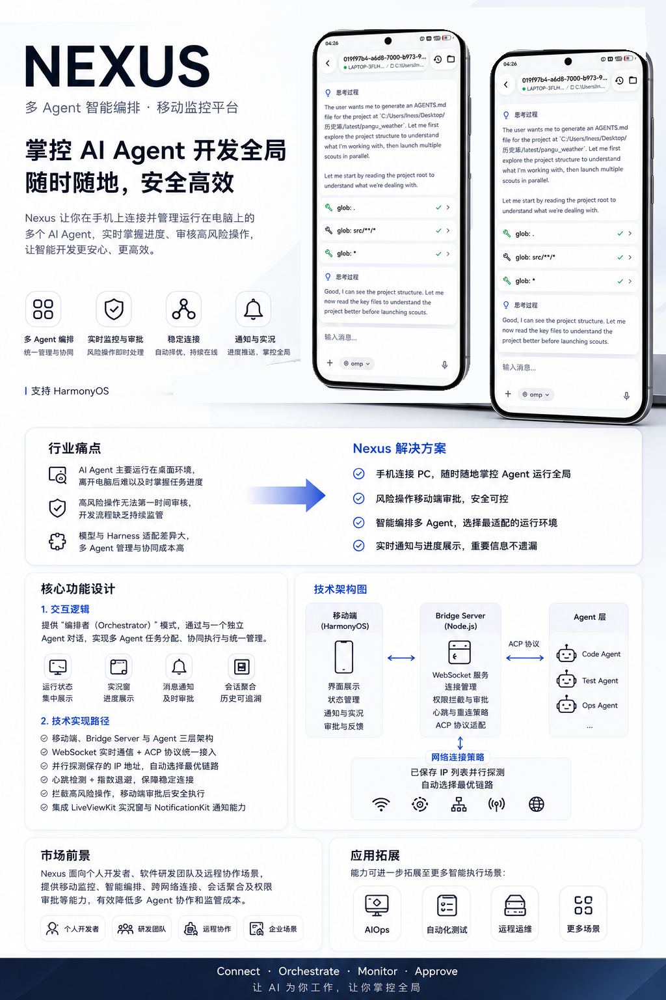 NEXUS
多 Agent 智能编排 · 移动监控平台
掌控 AI Agent 开发全局
随时随地，安全高效
Nexus 让你在手机上连接并管理运行在电脑上的
多个 AI Agent，实时掌握进度、审核高风险操作，
让智能开发更安心、更高效。
多 Agent 编排
统一管理与协同
实时监控与审批
风险操作即时处理
稳定连接
自动择优，持续在线
通知与实况
进度推送，掌控全局
支持 HarmonyOS
04:26
019f97b4-a6d8-7000-b973-9...
LAPTOP-3FLH... / C:\Users\In...
思考过程
The user wants me to generate an AGENTS.md
file for the project at `C:/Users/lness/Desktop/
历史第/latest/pangu_weather`. Let me first
explore the project structure to understand
what I'm working with, then launch multiple
scouts in parallel.
Let me start by reading the project root to
understand what we're dealing with.
glob: .
glob: src/**/*
glob: *
思考过程
Good, I can see the project structure. Let me
now read the key files to understand the
project better before launching scouts.
输入消息...
omp
04:26
019f97b4-a6d8-7000-b973-9...
LAPTOP-3FLH... / C:\Users\In...
思考过程
The user wants me to generate an AGENTS.md
file for the project at `C:/Users/lness/Desktop/
/latest/pangu_weather`. Let me first
explore the project structure to understand
what I'm working with, then launch multiple
scouts in parallel.
Let me start by reading the project root to
understand what we're dealing with.
glob: .
glob: src/**/*
glob: *
思考过程
Good, I can see the project structure. Let me
now read the key files to understand the
project better before launching scouts.
输入消息...
omp
行业痛点
AI Agent 主要运行在桌面环境，
离开电脑后难以及时掌握任务进度
高风险操作无法第一时间审核，
开发流程缺乏持续监管
模型与 Harness 适配差异大，
多 Agent 管理与协同成本高
Nexus 解决方案
手机连接 PC，随时随地掌控 Agent 运行全局
风险操作移动端审批，安全可控
智能编排多 Agent，选择最适配的运行环境
实时通知与进度展示，重要信息不遗漏
核心功能设计
1. 交互逻辑
提供 “编排者（Orchestrator）” 模式，通过与一个独立
Agent 对话，实现多 Agent 任务分配、协同执行与统一管理。
运行状态
集中展示
实况窗
进度展示
消息通知
及时审批
会话聚合
历史可追溯
2. 技术实现路径
移动端、Bridge Server 与 Agent 三层架构
WebSocket 实时通信 + ACP 协议统一接入
并行探测保存的 IP 地址，自动选择最优链路
心跳检测 + 指数退避，保障稳定连接
拦截高风险操作，移动端审批后安全执行
集成 LiveViewKit 实况窗与 NotificationKit 通知能力
技术架构图
移动端
(HarmonyOS)
界面展示
状态管理
通知与实况
审批与反馈
Bridge Server
(Node.js)
WebSocket 服务
连接管理
权限拦截与审批
心跳与重连策略
ACP 协议适配
ACP 协议
Agent 层
Code Agent
Test Agent
Ops Agent
...
网络连接策略
已保存 IP 列表并行探测
自动选择最优链路
市场前景
Nexus 面向个人开发者、软件研发团队及远程协作场景，
提供移动监控、智能编排、跨网络连接、会话聚合及权限
审批等能力，有效降低多 Agent 协作和监管成本。
个人开发者
研发团队
远程协作
企业场景
应用拓展
能力可进一步拓展至更多智能执行场景：
AIOps
自动化测试
远程运维
更多场景
Connect · Orchestrate · Monitor · Approve
让 AI 为你工作，让你掌控全局